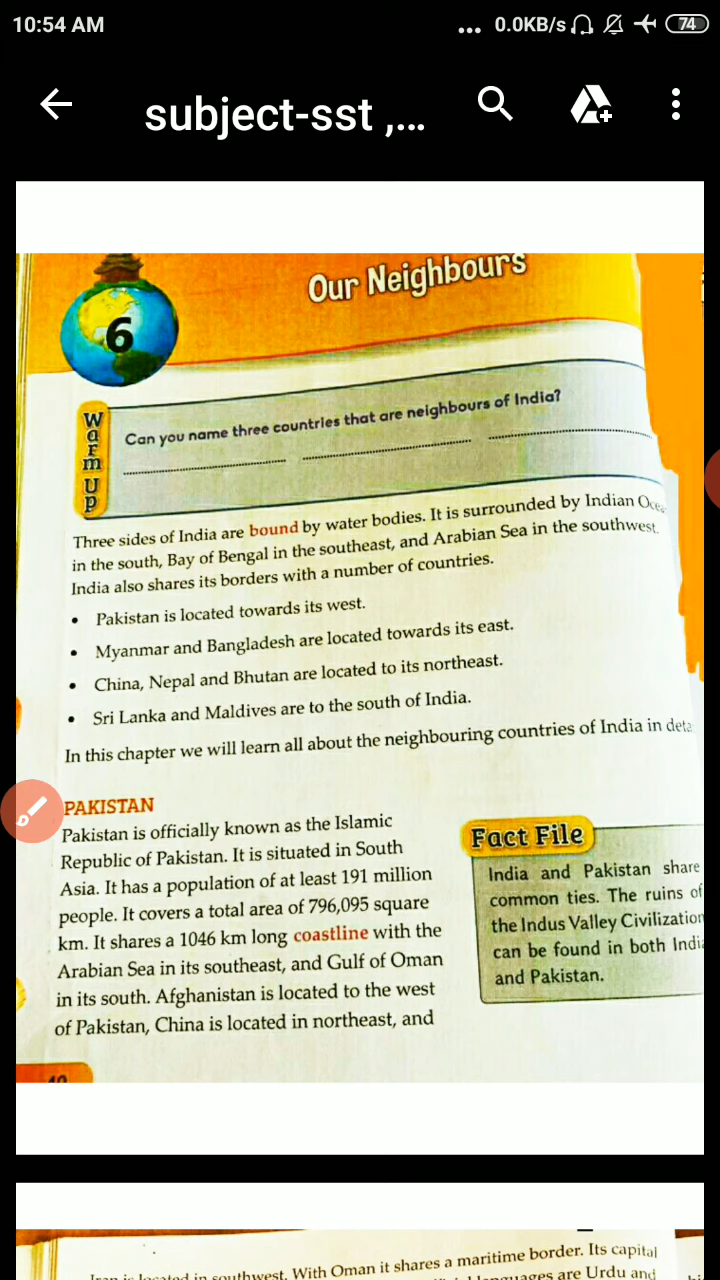 10:54 AM
... 0.0KB/s 74
subject-sst ,...
Our Neighbours
6
Warm Up
Can you name three countries that are neighbours of India?
Three sides of India are bound by water bodies. It is surrounded by Indian Ocea
in the south, Bay of Bengal in the southeast, and Arabian Sea in the southwest.
India also shares its borders with a number of countries.
• Pakistan is located towards its west.
• Myanmar and Bangladesh are located towards its east.
• China, Nepal and Bhutan are located to its northeast.
• Sri Lanka and Maldives are to the south of India.
In this chapter we will learn all about the neighbouring countries of India in deta
PAKISTAN
Pakistan is officially known as the Islamic
Republic of Pakistan. It is situated in South
Asia. It has a population of at least 191 million
people. It covers a total area of 796,095 square
km. It shares a 1046 km long coastline with the
Arabian Sea in its southeast, and Gulf of Oman
in its south. Afghanistan is located to the west
of Pakistan, China is located in northeast, and
Fact File
India and Pakistan share
common ties. The ruins of
the Indus Valley Civilization
can be found in both India
and Pakistan.
Iran is located in southwest. With Oman it shares a maritime border. Its capital
languages are Urdu and